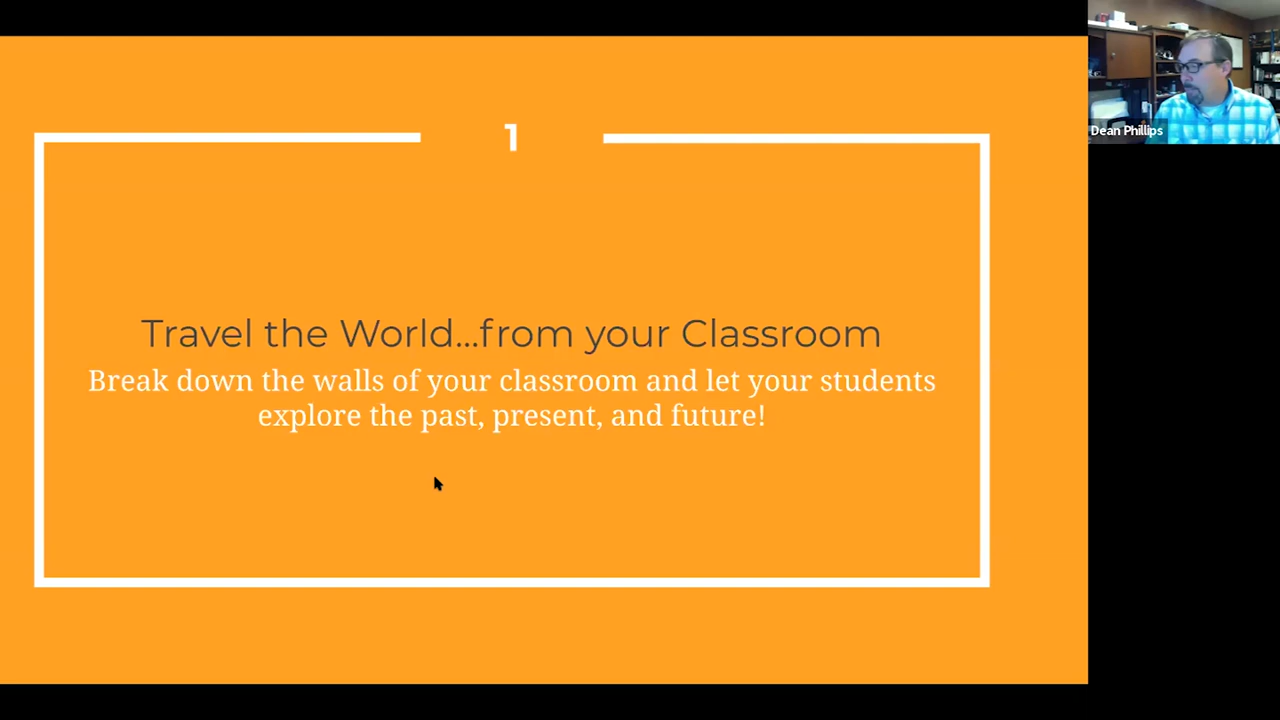 1
Travel the World...from your Classroom
Break down the walls of your classroom and let your students
explore the past, present, and future!
Dean Phillips